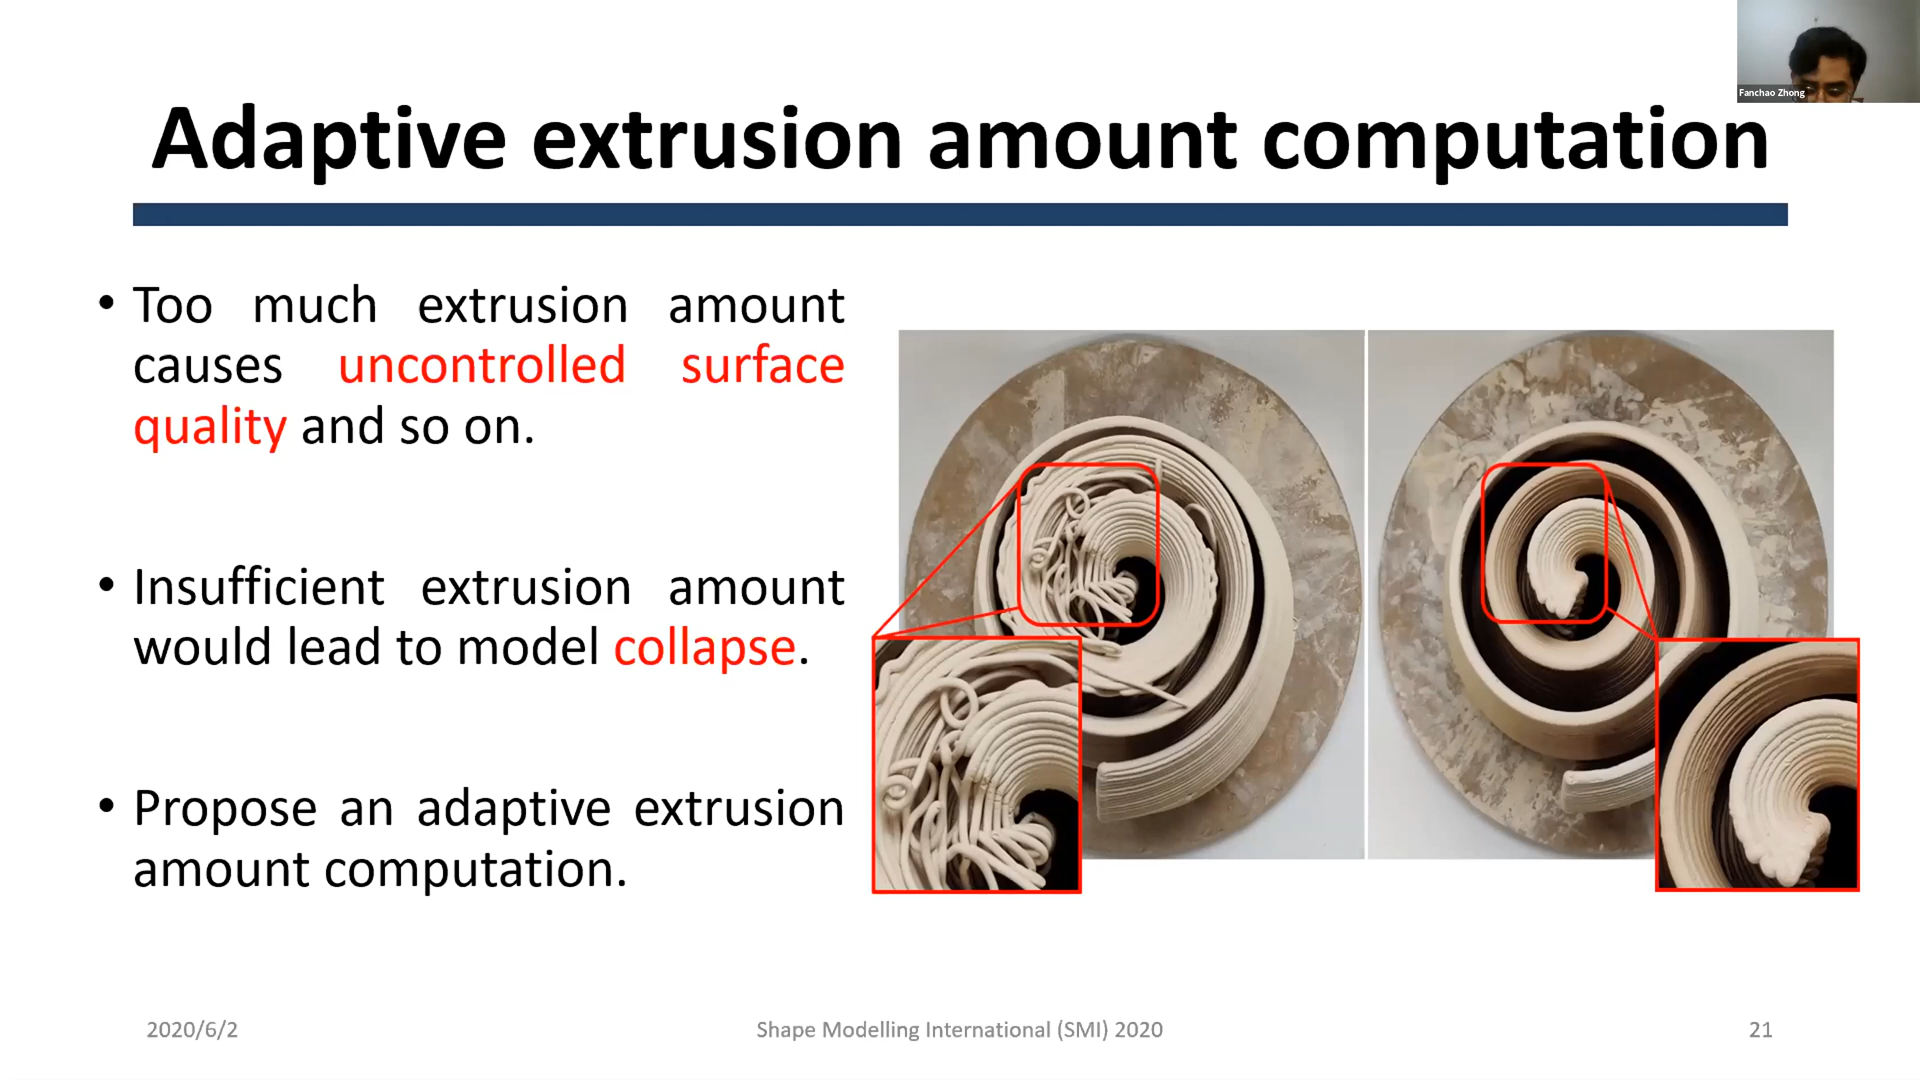 Fanchao Zhong
Adaptive extrusion amount computation
• Too much extrusion amount
causes uncontrolled surface
quality and so on.
• Insufficient extrusion amount
would lead to model collapse.
• Propose an adaptive extrusion
amount computation.
2020/6/2
Shape Modelling International (SMI) 2020
21